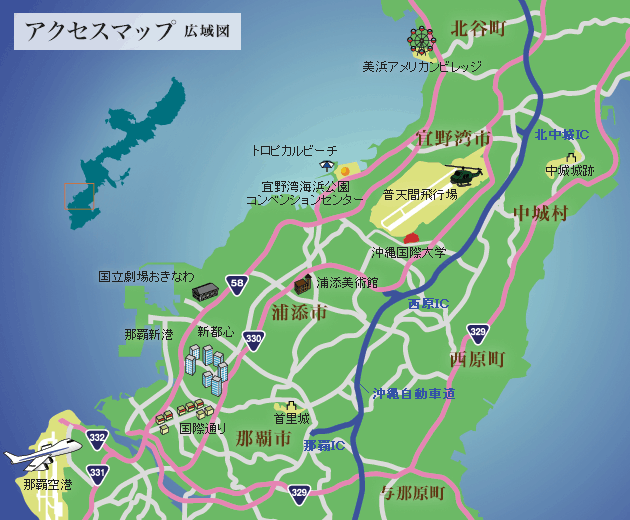 アクセスマップ 広域図
北谷町
美浜アメリカンビレッジ
北中城IC
宜野湾市
トロピカルビーチ
中城城跡
宜野湾海浜公園
コンベンションセンター
普天間飛行場
中城村
沖縄国際大学
国立劇場おきなわ
58
浦添美術館
西原IC
浦添市
那覇新港
新都心
330
329
西原町
沖縄自動車道
国際通り
首里城
那覇市
那覇IC
332
331
那覇空港
329
与那原町